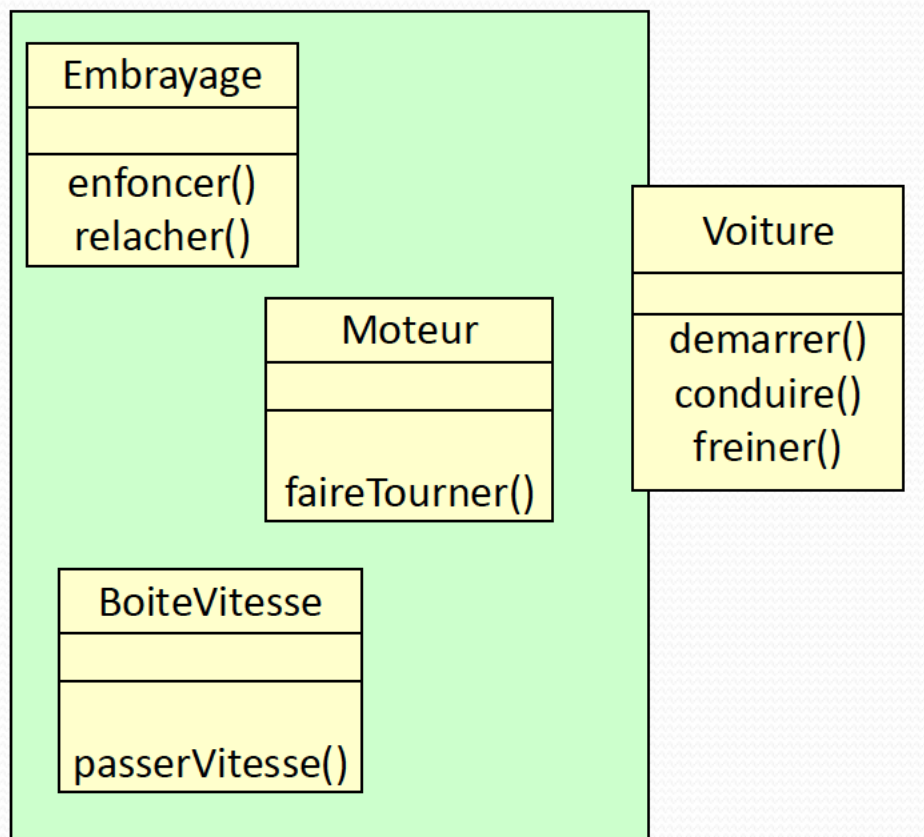 Embrayage
enfoncer()
relacher()
Voiture
demarrer()
conduire()
freiner()
Moteur
faireTourner()
BoiteVitesse
passerVitesse()